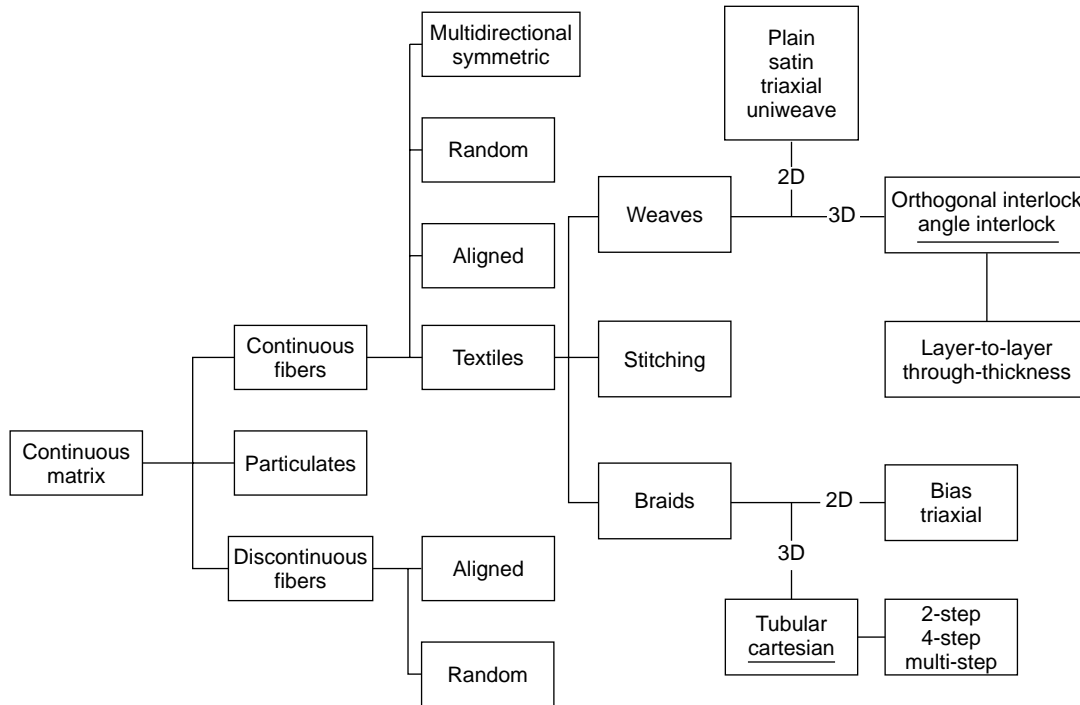 Multidirectional
symmetric
Random
Aligned
Continuous
fibers
Textiles
Continuous
matrix
Particulates
Discontinuous
fibers
Aligned
Random
Weaves
Stitching
Braids
Plain
satin
triaxial
uniweave
2D
3D
Orthogonal interlock
angle interlock
Layer-to-layer
through-thickness
2D
Bias
triaxial
3D
Tubular
cartesian
2-step
4-step
multi-step